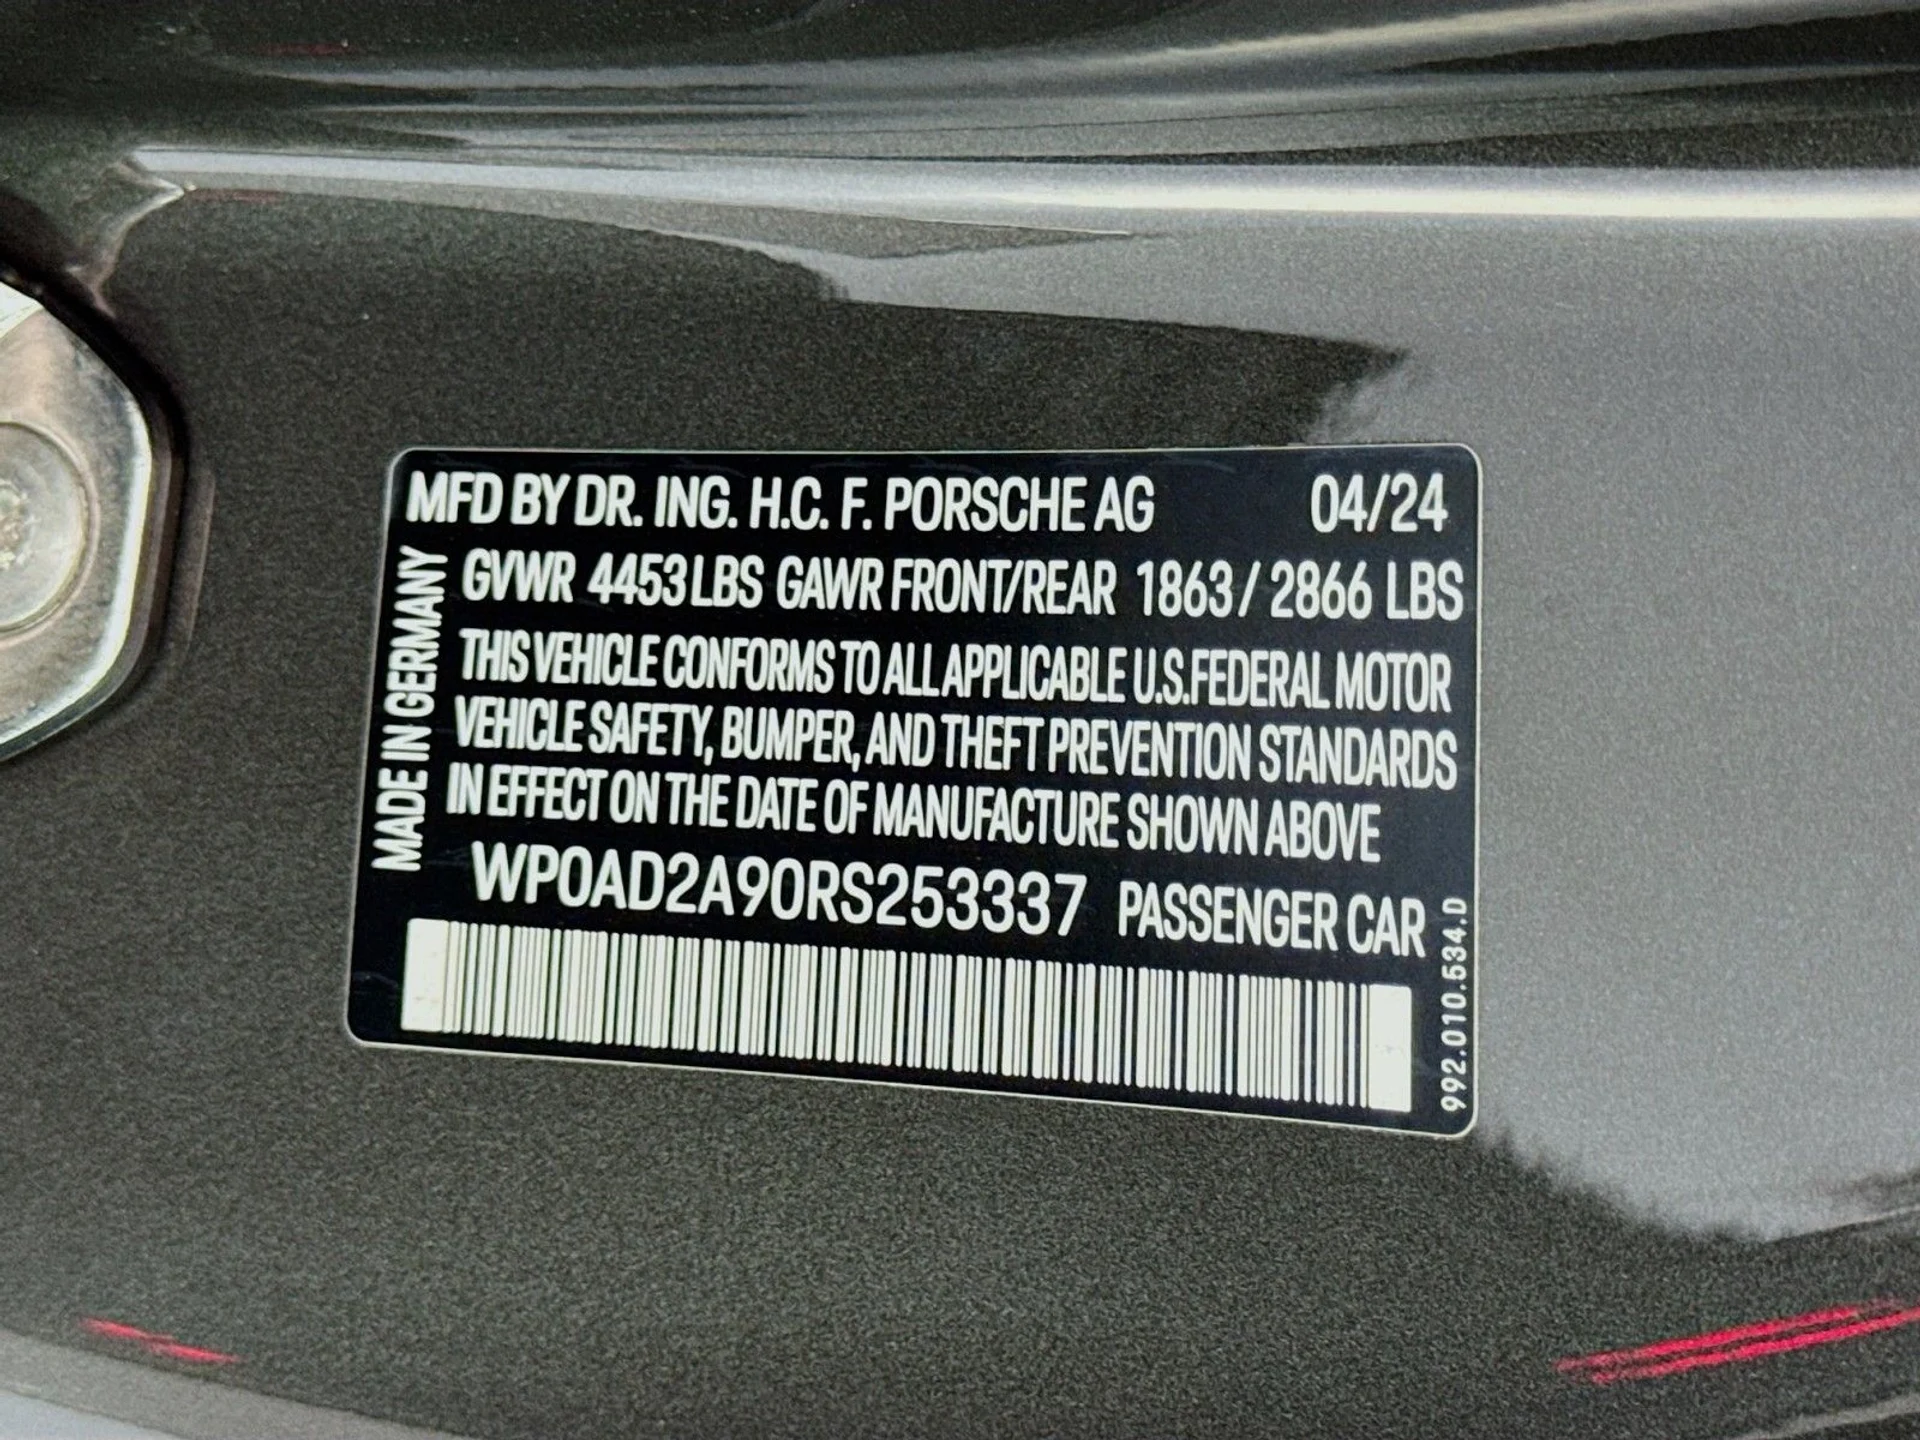 MFD BY DR. ING. H.C. F. PORSCHE AG 04/24
GVWR 4453 LBS GAWR FRONT/REAR 1863 / 2866 LBS
THIS VEHICLE CONFORMS TO ALL APPLICABLE U.S.FEDERAL MOTOR
VEHICLE SAFETY, BUMPER, AND THEFT PREVENTION STANDARDS
IN EFFECT ON THE DATE OF MANUFACTURE SHOWN ABOVE
WP0AD2A90RS253337 PASSENGER CAR
MADE IN GERMANY
992.010.534.D